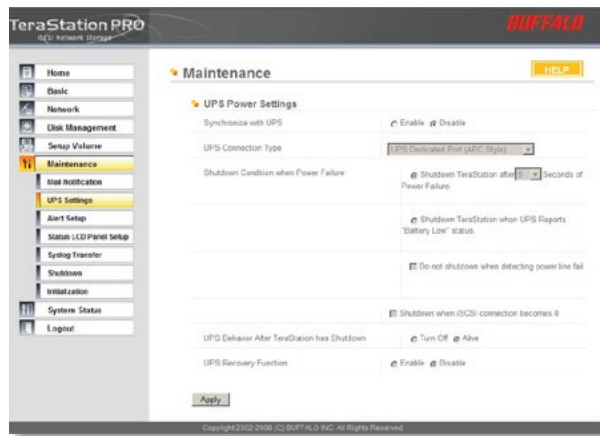 TeraStation PRO
iSCSI Network Storage
BUFFALO
Home
Basic
Network
Disk Management
Setup Volume
Maintenance
Mail Notification
UPS Settings
Alert Setup
Status LCD Panel Setup
Syslog Transfer
Shutdown
Initialization
System Status
Logout
Maintenance
HELP
UPS Power Settings
Synchronize with UPS
Enable Disable
UPS Connection Type
UPS Dedicated Port (APC Style)
Shutdown Condition when Power Failure
Shutdown TeraStation after 5 Seconds of
Power Failure.
Shutdown TeraStation when UPS Reports
"Battery Low" status.
Do not shutdown when detecting power line fail
Shutdown when iSCSI connection becomes 0
UPS Behavior After TeraStation has Shutdown
Turn Off Alive
UPS Recovery Function
Enable Disable
Apply
Copyright 2002-2008 (C) BUFFALO INC. All Rights Reserved.